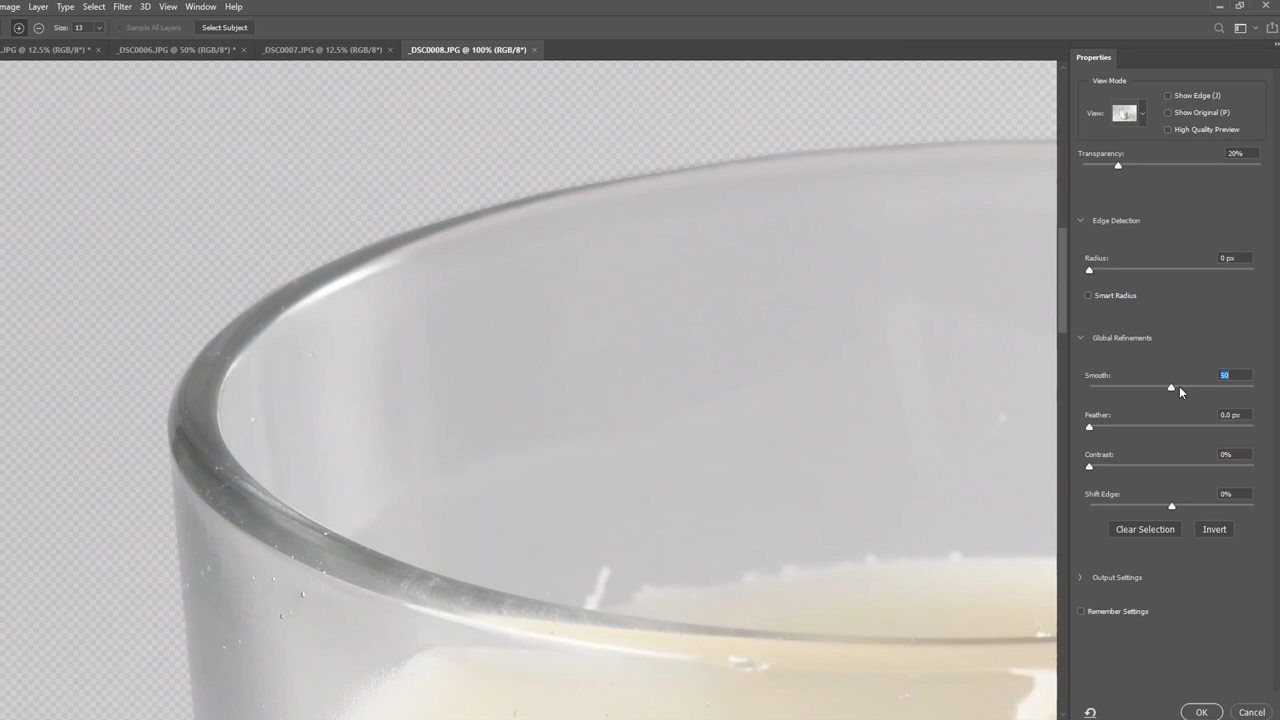 mage Layer Type Select Filter 3D View Window Help
Size: 13 Sample All Layers Select Subject
.JPG @ 12.5% (RGB/8*) * × _DSC0006.JPG @ 50% (RGB/8*) * × _DSC0007.JPG @ 12.5% (RGB/8*) × _DSC0008.JPG @ 100% (RGB/8*) ×
Properties
View Mode
Show Edge (J)
View: Show Original (P)
High Quality Preview
Transparency: 20%
Edge Detection
Radius: 0 px
Smart Radius
Global Refinements
Smooth: 50
Feather: 0.0 px
Contrast: 0%
Shift Edge: 0%
Clear Selection Invert
Output Settings
Remember Settings
OK Cancel